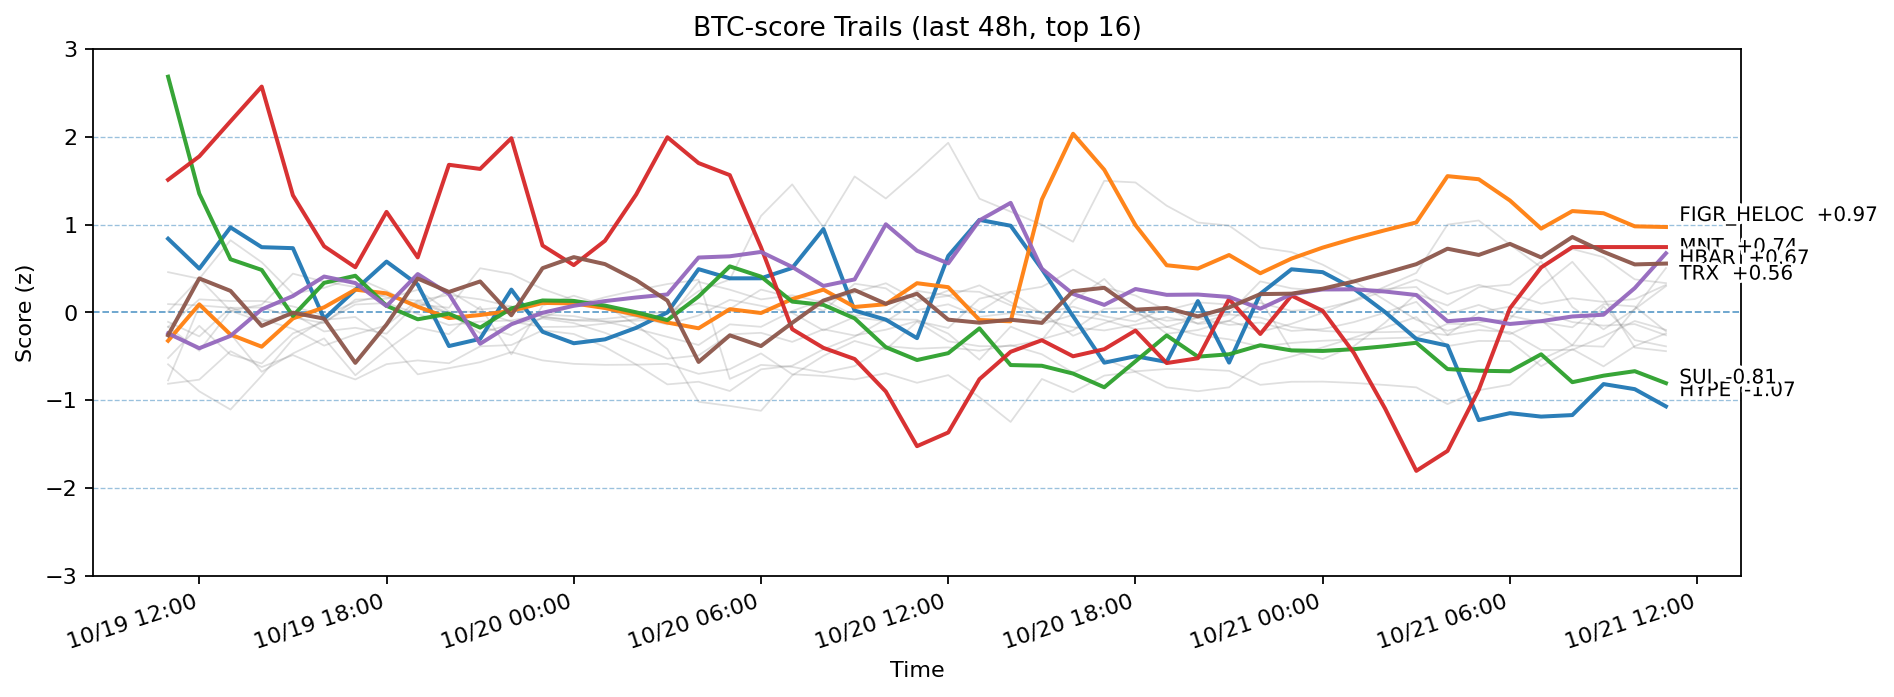 BTC-score Trails (last 48h, top 16)
Score (z)
3
2
1
0
−1
−2
−3
FIGR_HELOC +0.97
MNT +0.74
HBAR +0.67
TRX +0.56
SUI -0.81
HYPE -1.07
10/19 12:00
10/19 18:00
10/20 00:00
10/20 06:00
10/20 12:00
10/20 18:00
10/21 00:00
10/21 06:00
10/21 12:00
Time